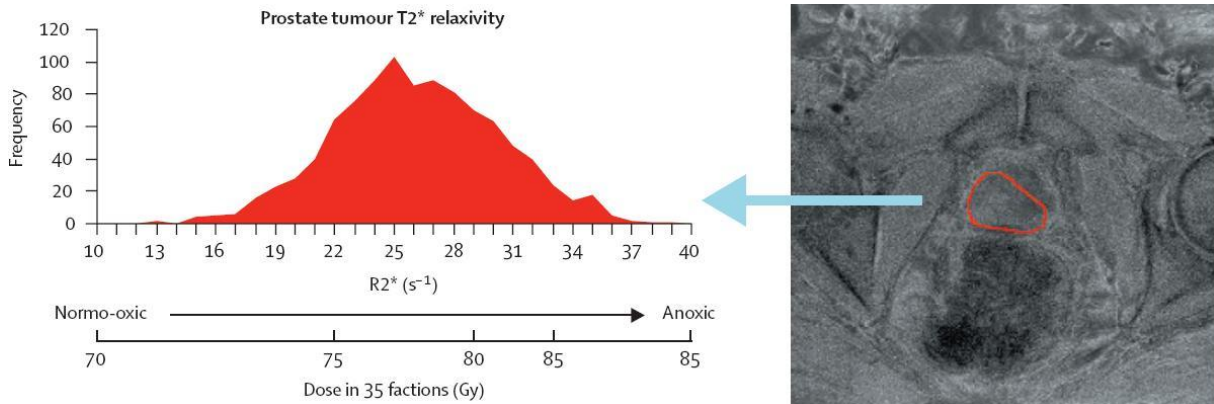 Prostate tumour T2* relaxivity
120
100
80
60
40
20
0
Frequency
10 13 16 19 22 25 28 31 34 37 40
R2* (s⁻¹)
Normo-oxic Anoxic
70 75 80 85 85
Dose in 35 factions (Gy)